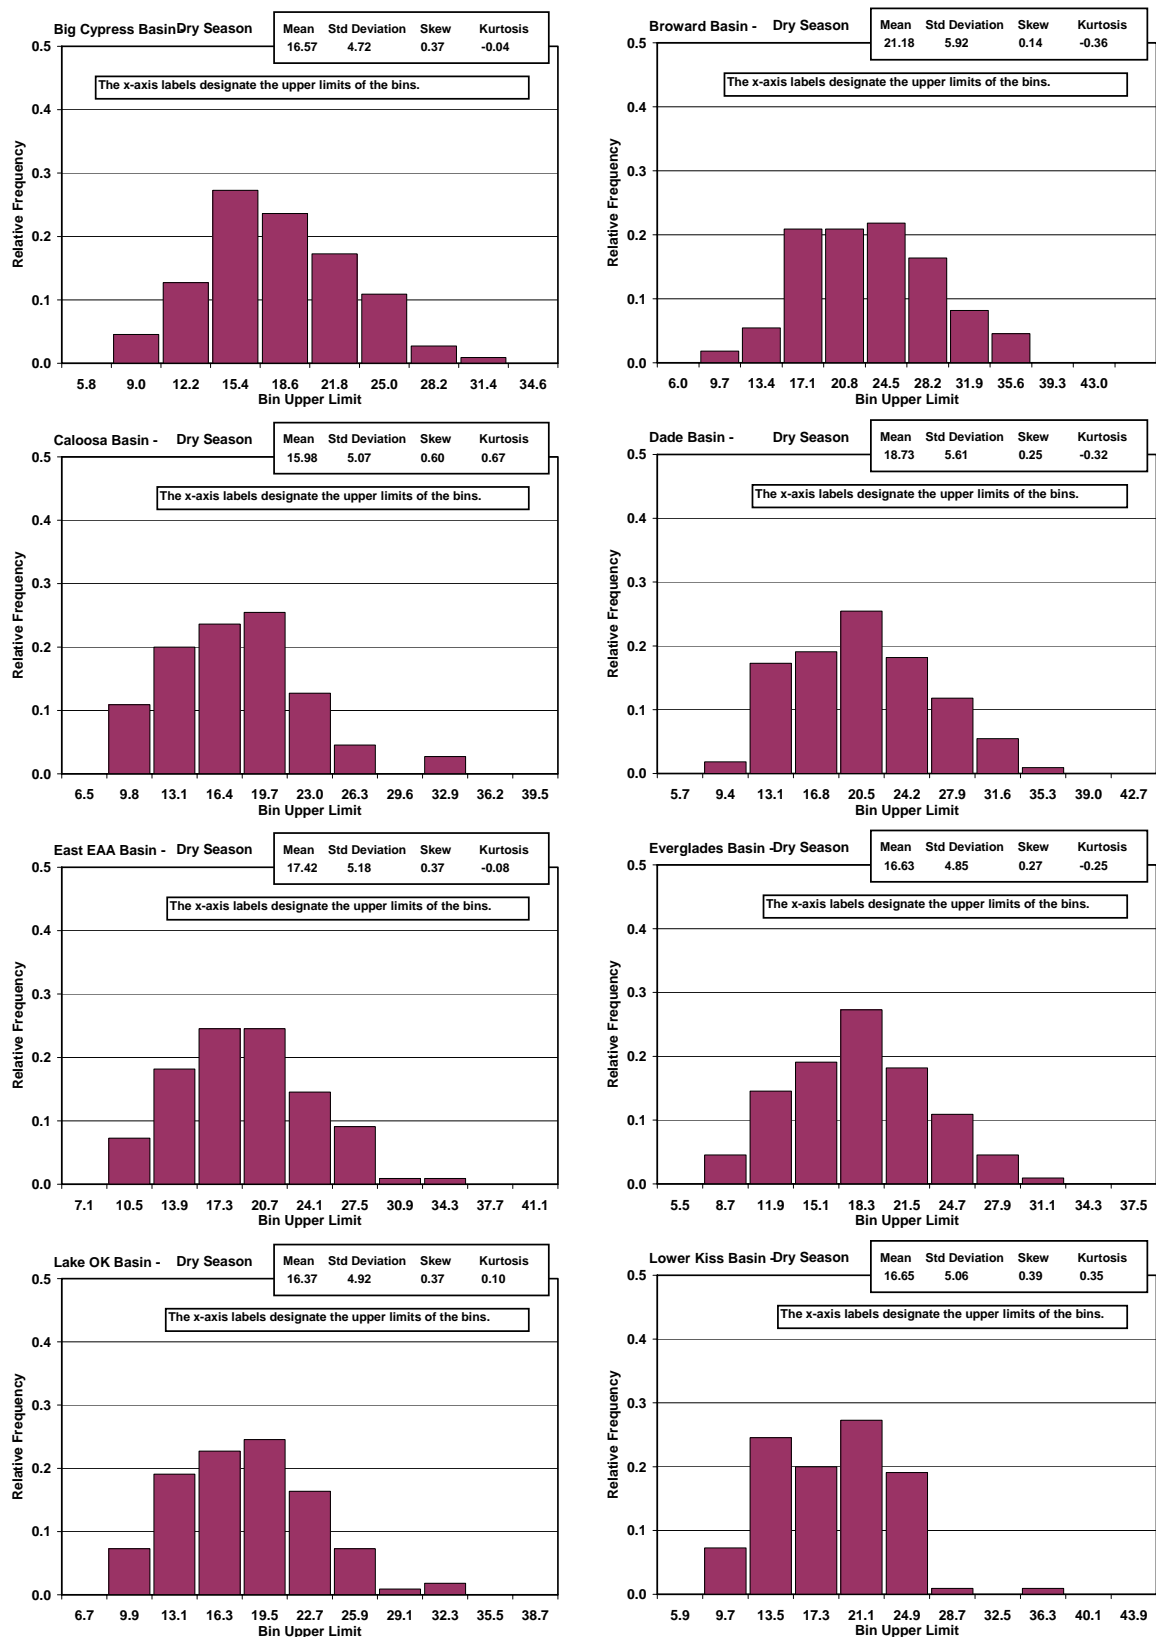 Big Cypress Basin - Dry Season
Mean Std Deviation Skew Kurtosis
16.57 4.72 0.37 -0.04
The x-axis labels designate the upper limits of the bins.
Relative Frequency
0.5
0.4
0.3
0.2
0.1
0.0
5.8 9.0 12.2 15.4 18.6 21.8 25.0 28.2 31.4 34.6
Bin Upper Limit
Broward Basin - Dry Season
Mean Std Deviation Skew Kurtosis
21.18 5.92 0.14 -0.36
The x-axis labels designate the upper limits of the bins.
Relative Frequency
0.5
0.4
0.3
0.2
0.1
0.0
6.0 9.7 13.4 17.1 20.8 24.5 28.2 31.9 35.6 39.3 43.0
Bin Upper Limit
Caloosa Basin - Dry Season
Mean Std Deviation Skew Kurtosis
15.98 5.07 0.60 0.67
The x-axis labels designate the upper limits of the bins.
Relative Frequency
0.5
0.4
0.3
0.2
0.1
0.0
6.5 9.8 13.1 16.4 19.7 23.0 26.3 29.6 32.9 36.2 39.5
Bin Upper Limit
Dade Basin - Dry Season
Mean Std Deviation Skew Kurtosis
18.73 5.61 0.25 -0.32
The x-axis labels designate the upper limits of the bins.
Relative Frequency
0.5
0.4
0.3
0.2
0.1
0.0
5.7 9.4 13.1 16.8 20.5 24.2 27.9 31.6 35.3 39.0 42.7
Bin Upper Limit
East EAA Basin - Dry Season
Mean Std Deviation Skew Kurtosis
17.42 5.18 0.37 -0.08
The x-axis labels designate the upper limits of the bins.
Relative Frequency
0.5
0.4
0.3
0.2
0.1
0.0
7.1 10.5 13.9 17.3 20.7 24.1 27.5 30.9 34.3 37.7 41.1
Bin Upper Limit
Everglades Basin - Dry Season
Mean Std Deviation Skew Kurtosis
16.63 4.85 0.27 -0.25
The x-axis labels designate the upper limits of the bins.
Relative Frequency
0.5
0.4
0.3
0.2
0.1
0.0
5.5 8.7 11.9 15.1 18.3 21.5 24.7 27.9 31.1 34.3 37.5
Bin Upper Limit
Lake OK Basin - Dry Season
Mean Std Deviation Skew Kurtosis
16.37 4.92 0.37 0.10
The x-axis labels designate the upper limits of the bins.
Relative Frequency
0.5
0.4
0.3
0.2
0.1
0.0
6.7 9.9 13.1 16.3 19.5 22.7 25.9 29.1 32.3 35.5 38.7
Bin Upper Limit
Lower Kiss Basin - Dry Season
Mean Std Deviation Skew Kurtosis
16.65 5.06 0.39 0.35
The x-axis labels designate the upper limits of the bins.
Relative Frequency
0.5
0.4
0.3
0.2
0.1
0.0
5.9 9.7 13.5 17.3 21.1 24.9 28.7 32.5 36.3 40.1 43.9
Bin Upper Limit